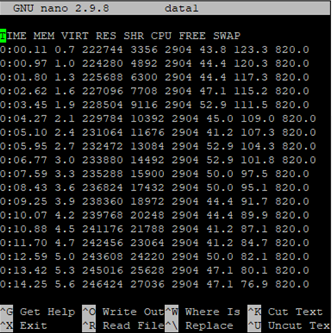 GNU nano 2.9.8 data1
TIME MEM VIRT RES SHR CPU FREE SWAP
0:00.11 0.7 222744 3356 2904 43.8 123.3 820.0
0:00.97 1.0 224280 4892 2904 44.4 120.3 820.0
0:01.80 1.3 225688 6300 2904 44.4 117.3 820.0
0:02.62 1.6 227096 7708 2904 47.1 115.2 820.0
0:03.45 1.9 228504 9116 2904 52.9 111.5 820.0
0:04.27 2.1 229784 10392 2904 45.0 109.0 820.0
0:05.10 2.4 231064 11676 2904 41.2 107.3 820.0
0:05.95 2.7 232472 13084 2904 52.9 104.3 820.0
0:06.77 3.0 233880 14492 2904 52.9 101.8 820.0
0:07.59 3.3 235288 15900 2904 50.0 97.5 820.0
0:08.43 3.6 236824 17432 2904 50.0 95.1 820.0
0:09.25 3.9 238360 18972 2904 44.4 91.7 820.0
0:10.07 4.2 239768 20248 2904 44.4 89.9 820.0
0:10.88 4.5 241176 21788 2904 41.2 87.1 820.0
0:11.70 4.7 242456 23064 2904 41.2 84.7 820.0
0:12.59 5.0 243608 24220 2904 50.0 82.9 820.0
0:13.42 5.3 245016 25628 2904 47.1 80.1 820.0
0:14.25 5.6 246424 27036 2904 47.1 76.9 820.0
^G Get Help ^O Write Out ^W Where Is ^K Cut Text
^X Exit ^R Read File ^\ Replace ^U Uncut Tex